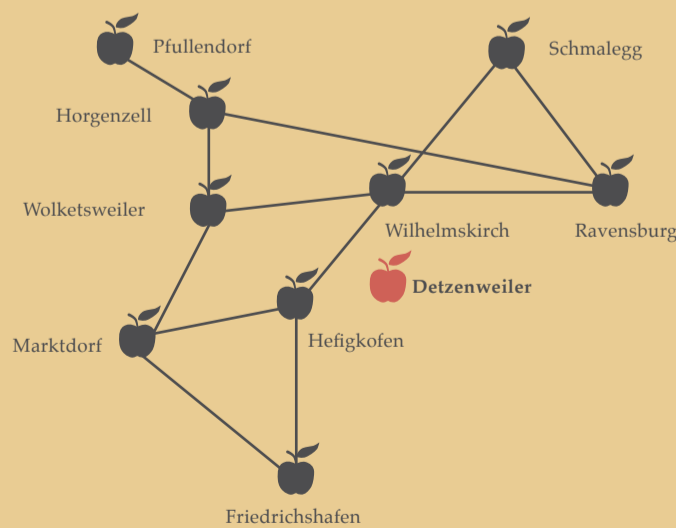 Pfullendorf
Schmalegg
Horgenzell
Wolketsweiler
Wilhelmskirch
Ravensburg
Detzenweiler
Marktdorf
Hefigkofen
Friedrichshafen